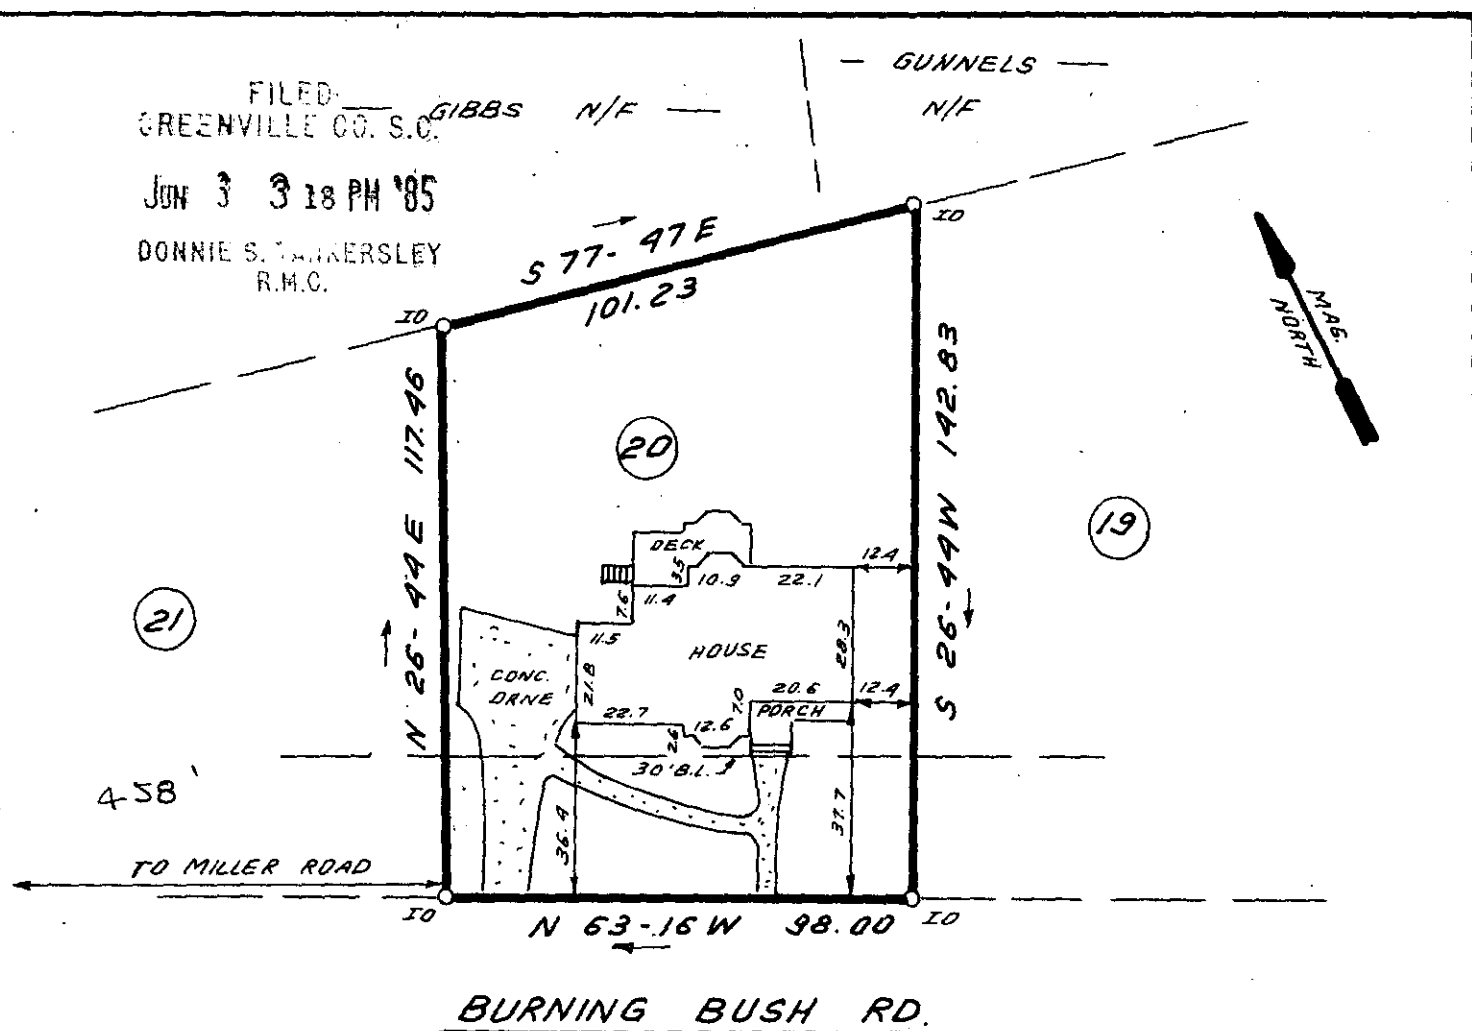 FILED
GREENVILLE CO. S.C.
JUN 3 3 18 PM '85
DONNIE S. TANKERSLEY
R.M.C.
GIBBS N/F
GUNNELS
N/F
IO
S 77-47 E
101.23
IO
MAG.
NORTH
N 26-44 E 117.46
S 26-44 W 142.83
20
19
21
DECK
3.5
10.9
22.1
12.4
7.6
11.4
11.5
HOUSE
28.3
CONC.
DRIVE
21.8
22.7
2.6
12.6
7.0
20.6
12.4
PORCH
30' B.L.
458'
36.4
37.7
TO MILLER ROAD
IO
N 63-16 W 98.00
IO
BURNING BUSH RD.